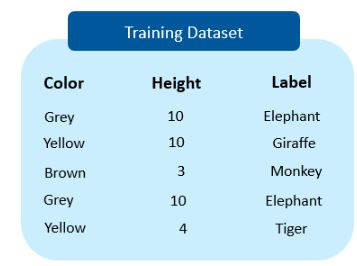 Training Dataset
Color Height Label
Grey 10 Elephant
Yellow 10 Giraffe
Brown 3 Monkey
Grey 10 Elephant
Yellow 4 Tiger